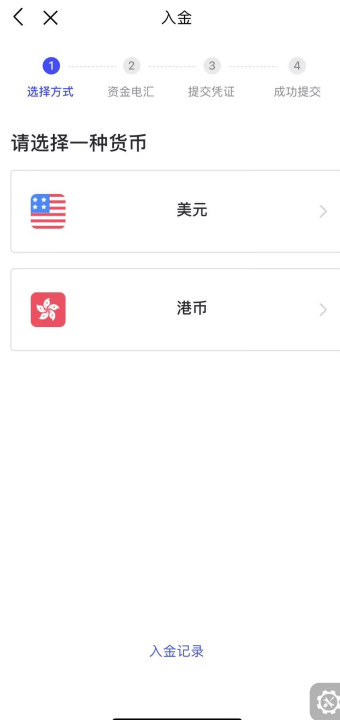 入金
1 2 3 4
选择方式 资金电汇 提交凭证 成功提交
请选择一种货币
美元
港币
入金记录